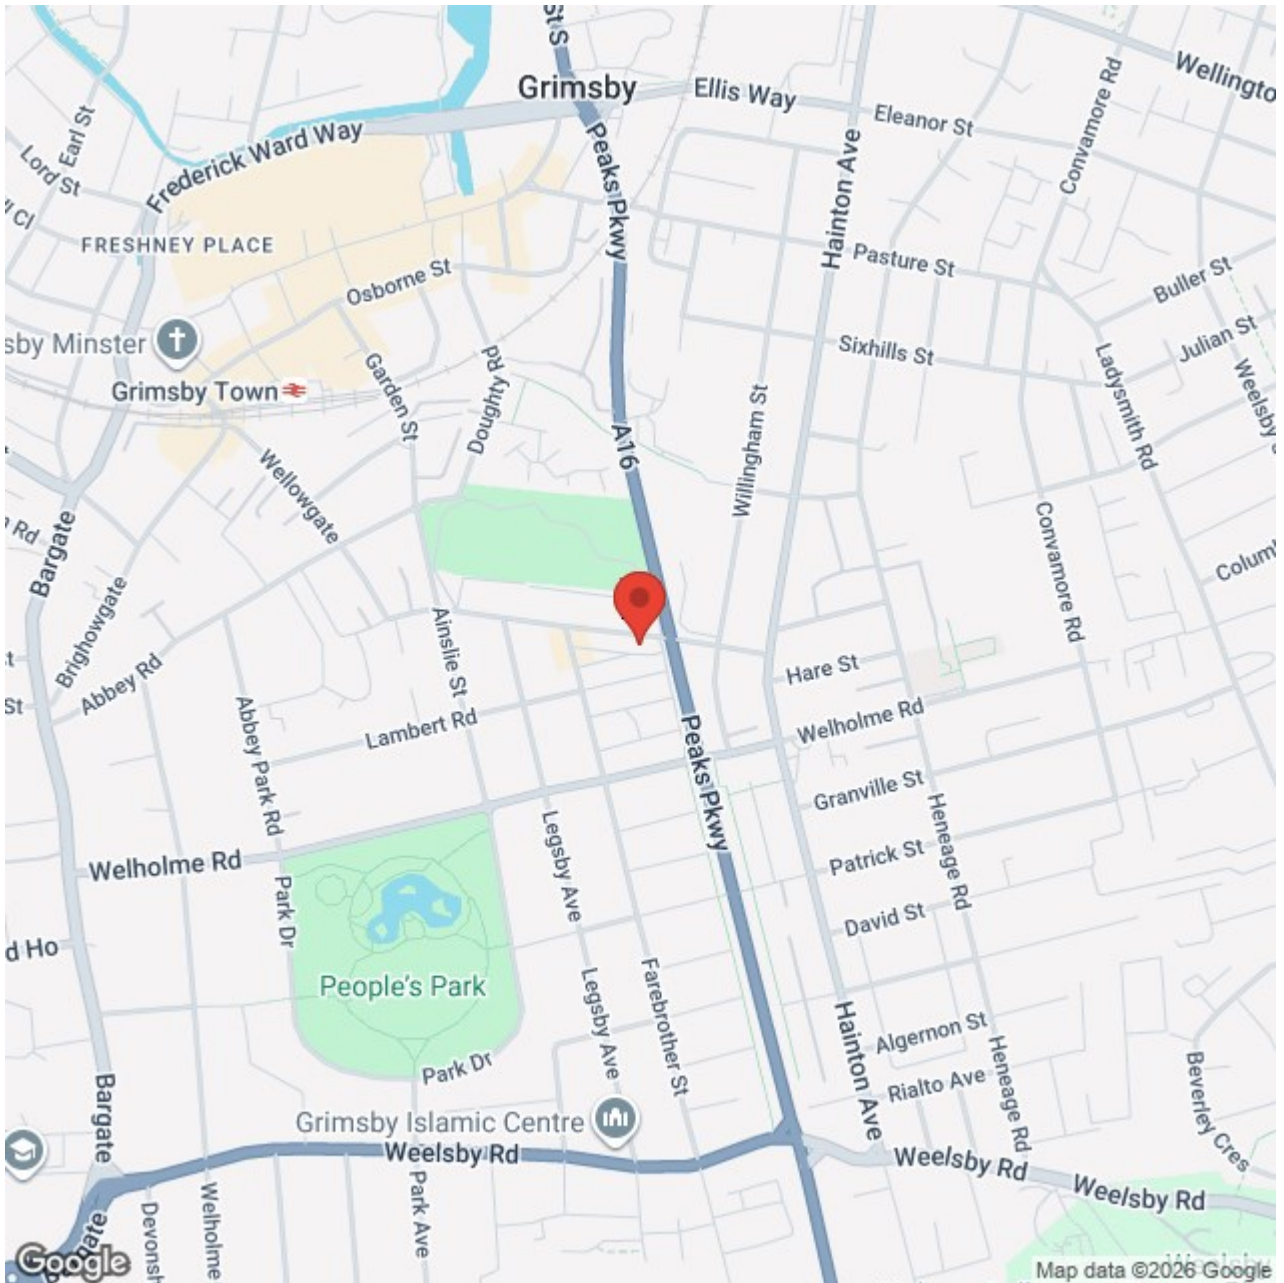 St S
Grimsby
Ellis Way
Wellingto
Earl St
Lord St
Frederick Ward Way
Peaks Pkwy
Eleanor St
Convamore Rd
Hainton Ave
Cl
FRESHNEY PLACE
Osborne St
Pasture St
Buller St
sby Minster
Sixhills St
Julian St
Grimsby Town
Garden St
Doughty Rd
A16
Willingham St
Ladysmith Rd
Weelsby
Wellowgate
Rd
Bargate
Convamore Rd
Colum
Brighowgate
Abbey Rd
Ainslie St
Hare St
St
Abbey Park Rd
Lambert Rd
Welholme Rd
Peaks Pkwy
Granville St
Heneage Rd
Welholme Rd
Legsby Ave
Patrick St
Park Dr
David St
d Ho
People's Park
Legsby Ave
Farebrother St
Hainton Ave
Algernon St
Heneage Rd
Park Dr
Rialto Ave
Beverley Cres
Bargate
Grimsby Islamic Centre
Weelsby Rd
Weelsby Rd
Weelsby Rd
Park Ave
Welholme
Devonsh
Google
Map data ©2026 Google